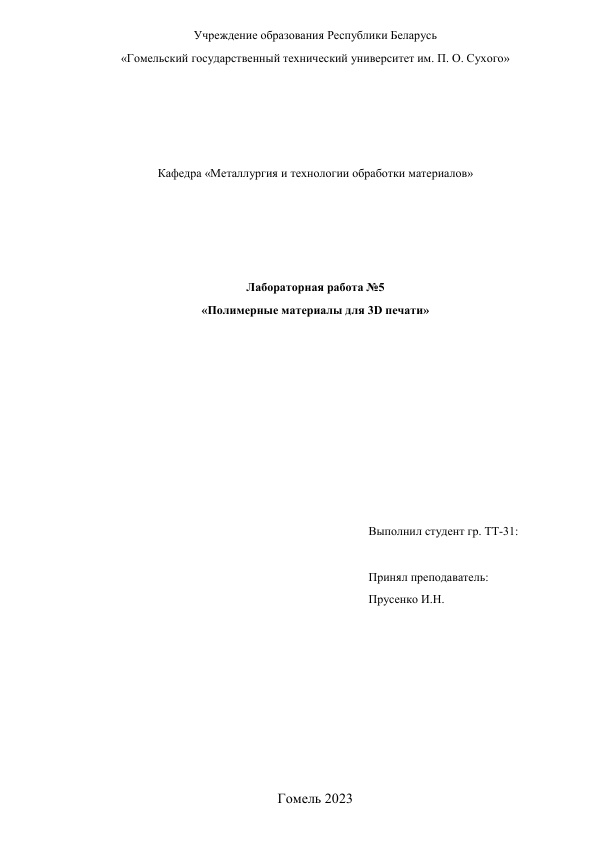 Учреждение образования Республики Беларусь
«Гомельский государственный технический университет им. П. О. Сухого»
Кафедра «Металлургия и технологии обработки материалов»
Лабораторная работа №5
«Полимерные материалы для 3D печати»
Выполнил студент гр. ТТ-31:
Принял преподаватель:
Прусенко И.Н.
Гомель 2023